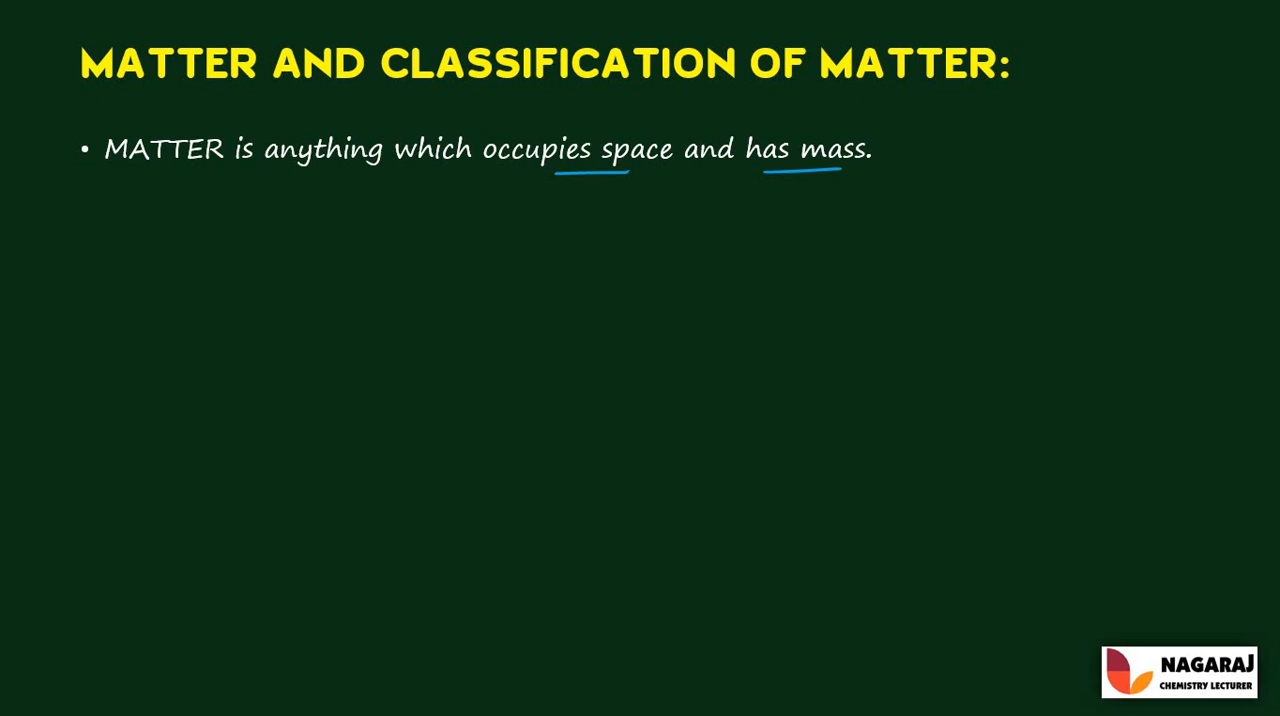 MATTER AND CLASSIFICATION OF MATTER:
• MATTER is anything which occupies space and has mass.
NAGARAJ
CHEMISTRY LECTURER